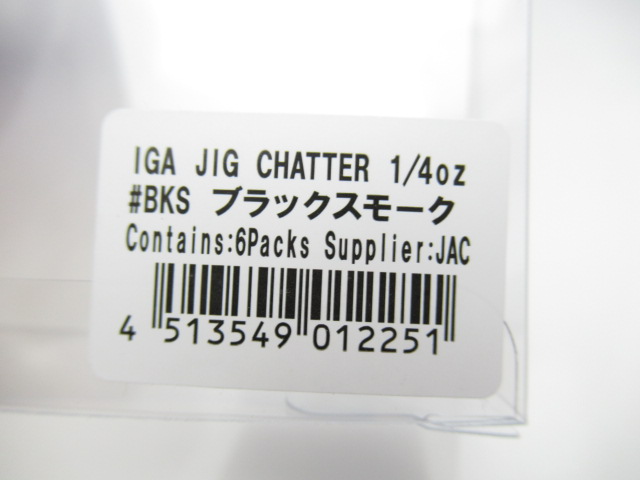 IGA JIG CHATTER 1/4oz
#BKS ブラックスモーク
Contains:6Packs Supplier:JAC
4 513549 012251